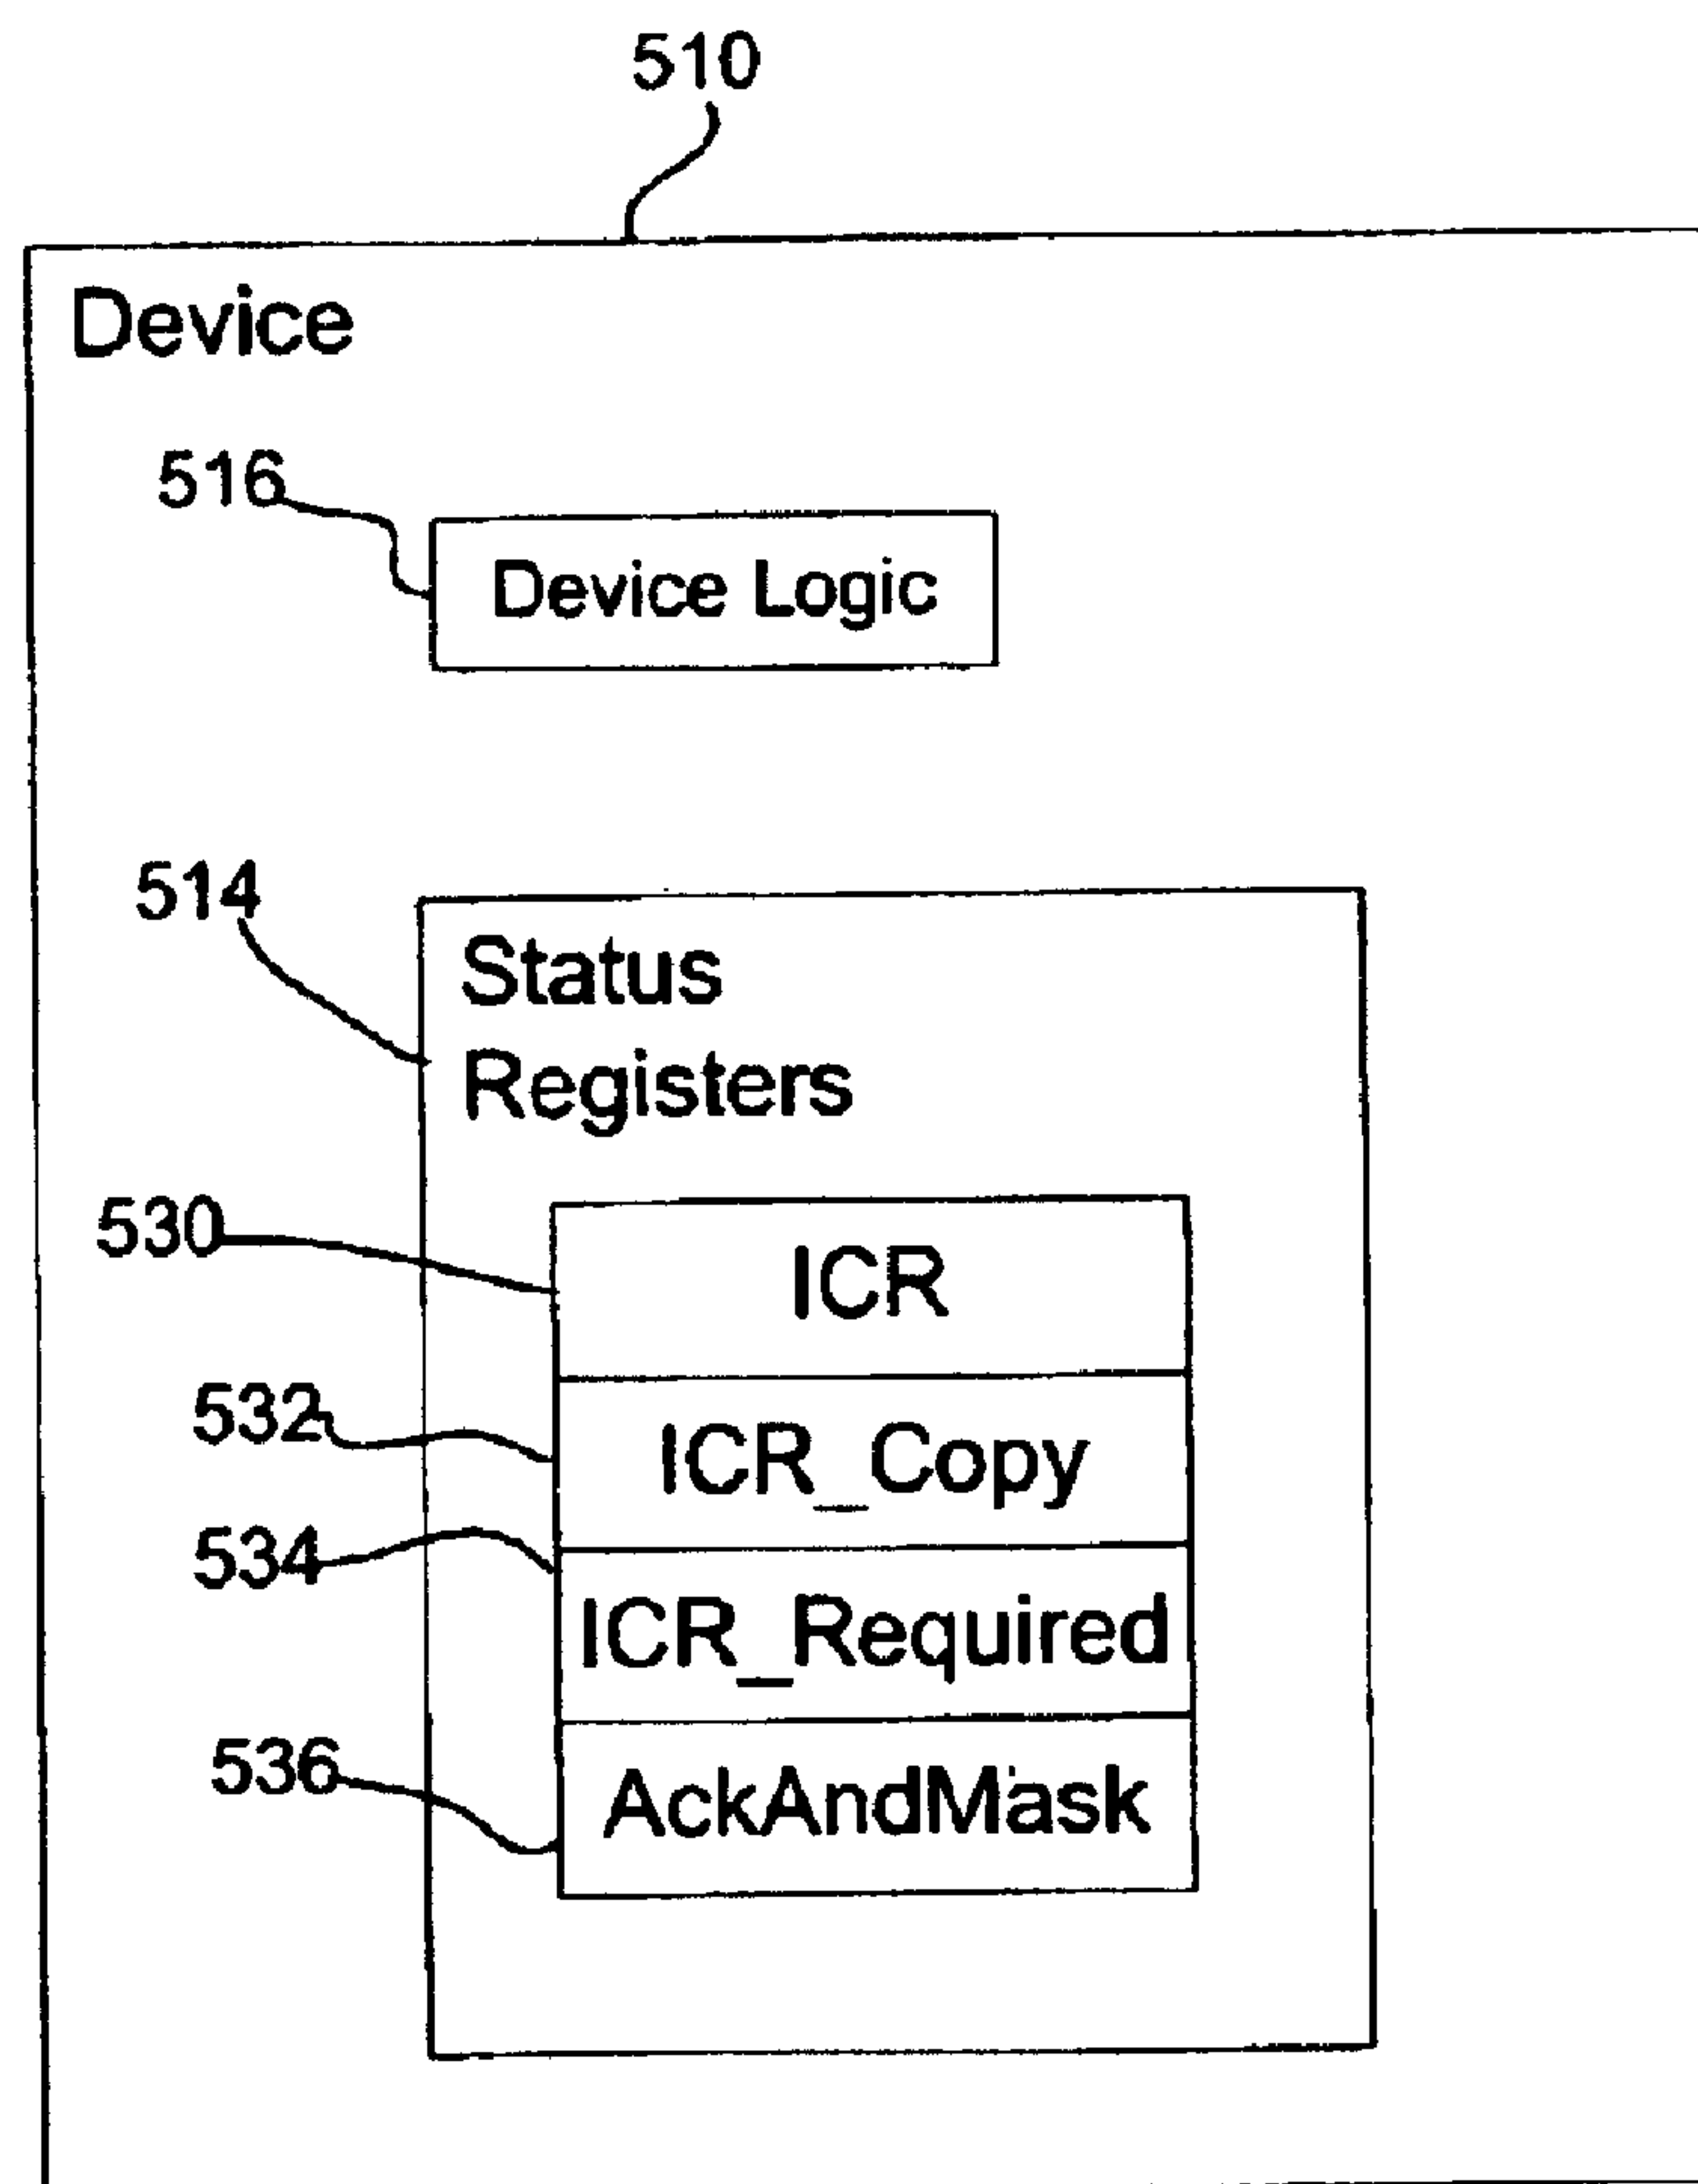 510
Device
516
Device Logic
514
Status
Registers
530
ICR
532
ICR_Copy
534
ICR_Required
536
AckAndMask